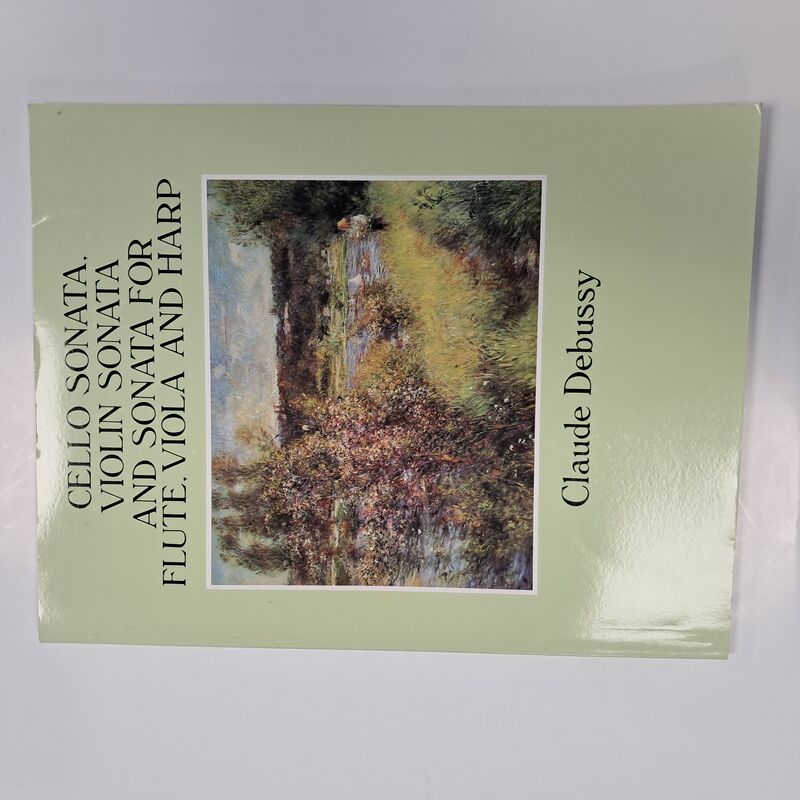 CELLO SONATA,
VIOLIN SONATA
AND SONATA FOR
FLUTE, VIOLA AND HARP
Claude Debussy